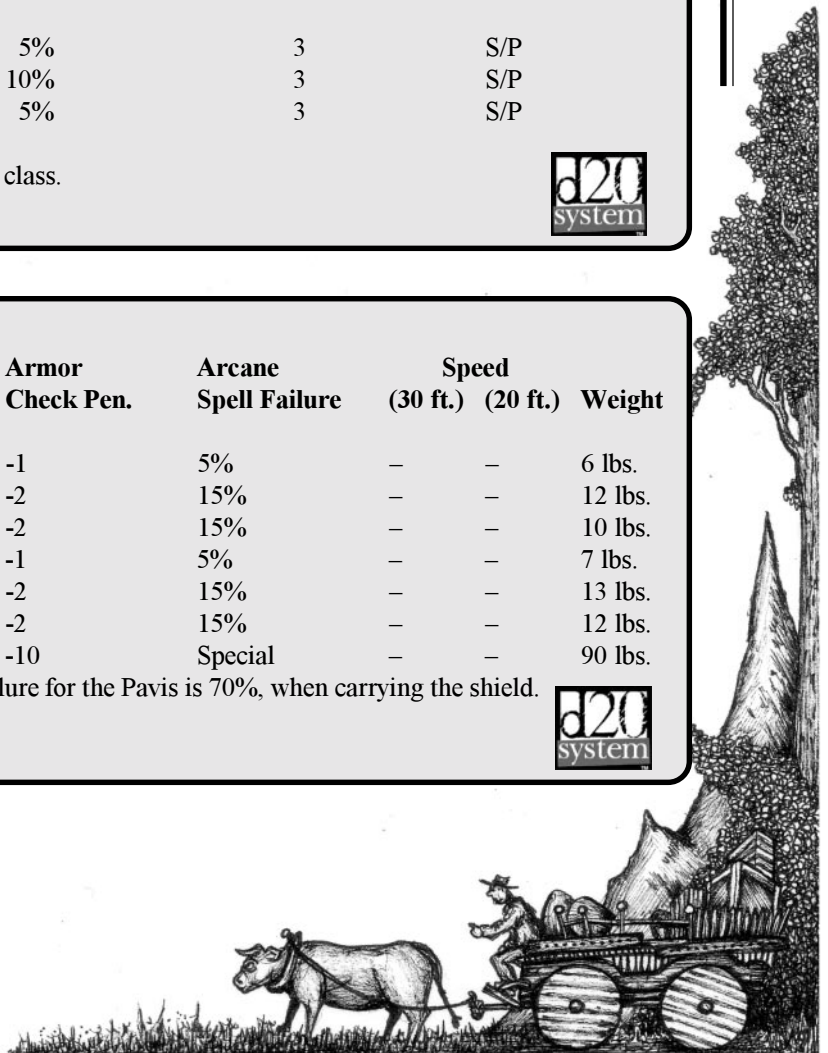 5% 3 S/P
10% 3 S/P
5% 3 S/P
class.
d20
system
™
Armor Arcane Speed
Check Pen. Spell Failure (30 ft.) (20 ft.) Weight
-1 5% – – 6 lbs.
-2 15% – – 12 lbs.
-2 15% – – 10 lbs.
-1 5% – – 7 lbs.
-2 15% – – 13 lbs.
-2 15% – – 12 lbs.
-10 Special – – 90 lbs.
lure for the Pavis is 70%, when carrying the shield.
d20
system
™